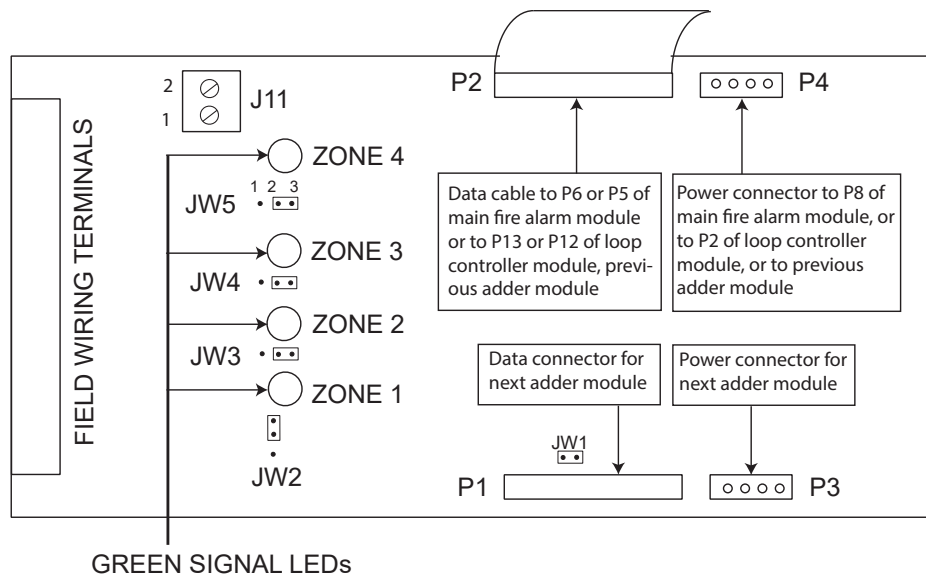 P2
P4
2
1
J11
ZONE 4
1 2 3
JW5
ZONE 3
JW4
ZONE 2
JW3
ZONE 1
JW2
FIELD WIRING TERMINALS
Data cable to P6 or P5 of
main fire alarm module
or to P13 or P12 of loop
controller module, previ-
ous adder module
Power connector to P8 of
main fire alarm module, or
to P2 of loop controller
module, or to previous
adder module
Data connector for
next adder module
Power connector for
next adder module
JW1
P1
P3
GREEN SIGNAL LEDs